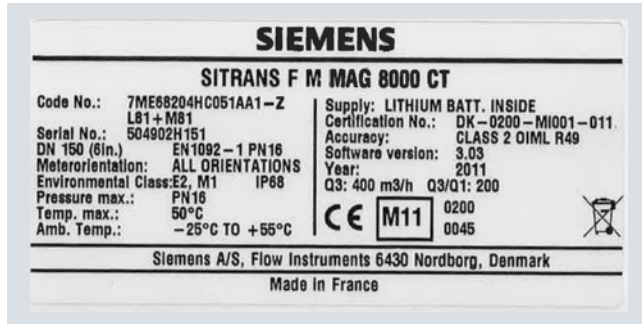 SIEMENS
SITRANS F M MAG 8000 CT
Code No.: 7ME68204HC051AA1-Z
L81+M81
Serial No.: 504902H151
DN 150 (6in.) EN1092-1 PN16
Meterorientation: ALL ORIENTATIONS
Environmental Class:E2, M1 IP68
Pressure max.: PN16
Temp. max.: 50°C
Amb. Temp.: -25°C TO +55°C
Supply: LITHIUM BATT. INSIDE
Certification No.: DK-0200-MI001-011
Accuracy: CLASS 2 OIML R49
Software version: 3.03
Year: 2011
Q3: 400 m3/h Q3/Q1: 200
CE M11 0200
0045
Siemens A/S, Flow Instruments 6430 Nordborg, Denmark
Made in France